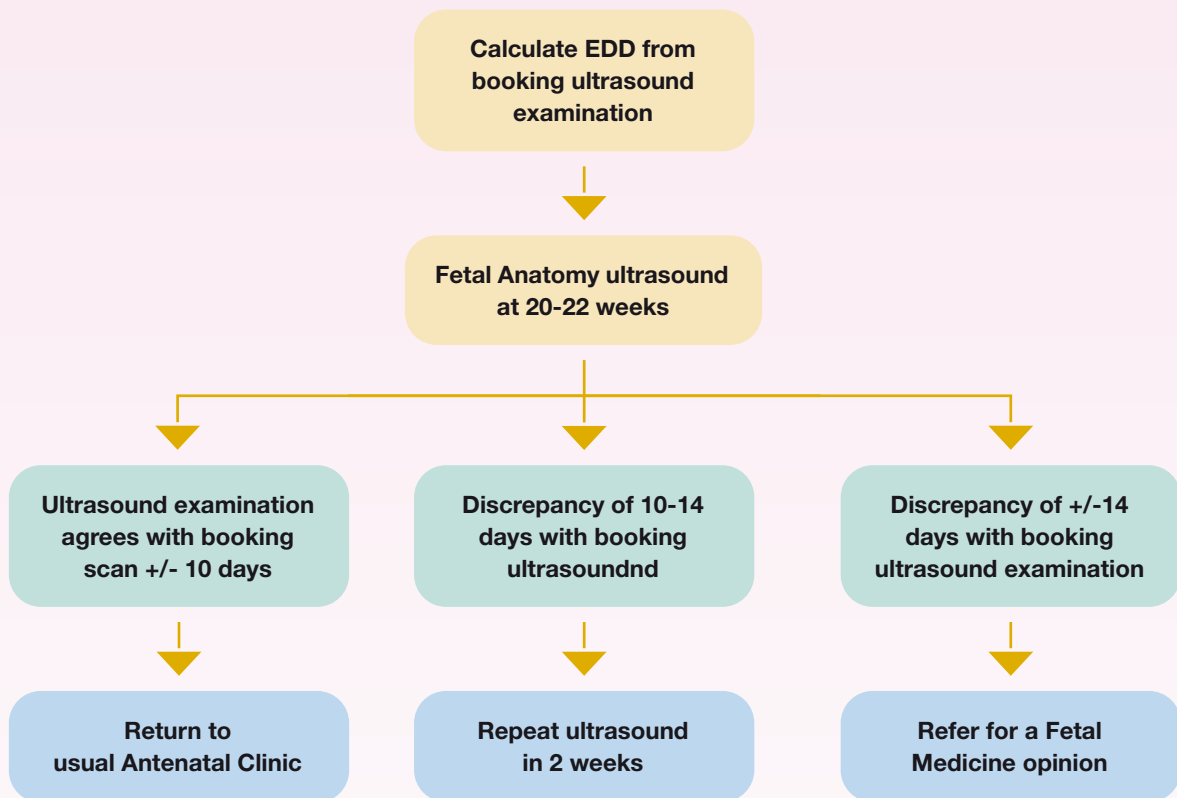 Calculate EDD from
booking ultrasound
examination
Fetal Anatomy ultrasound
at 20-22 weeks
Ultrasound examination
agrees with booking
scan +/- 10 days
Discrepancy of 10-14
days with booking
ultrasoundnd
Discrepancy of +/-14
days with booking
ultrasound examination
Return to
usual Antenatal Clinic
Repeat ultrasound
in 2 weeks
Refer for a Fetal
Medicine opinion